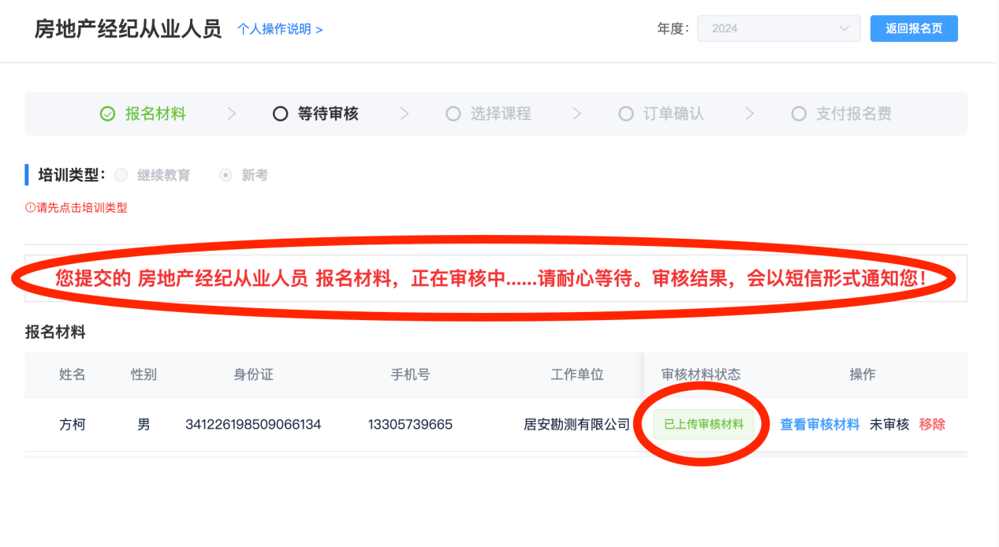 房地产经纪从业人员 个人操作说明 > 年度： 2024 返回报名页
报名材料 > 等待审核 > 选择课程 > 订单确认 > 支付报名费
培训类型： 继续教育 新考
请先点击培训类型
您提交的 房地产经纪从业人员 报名材料，正在审核中......请耐心等待。审核结果，会以短信形式通知您！
报名材料
姓名 性别 身份证 手机号 工作单位 审核材料状态 操作
方柯 男 341226198509066134 13305739665 居安勘测有限公司 已上传审核材料 查看审核材料 未审核 移除